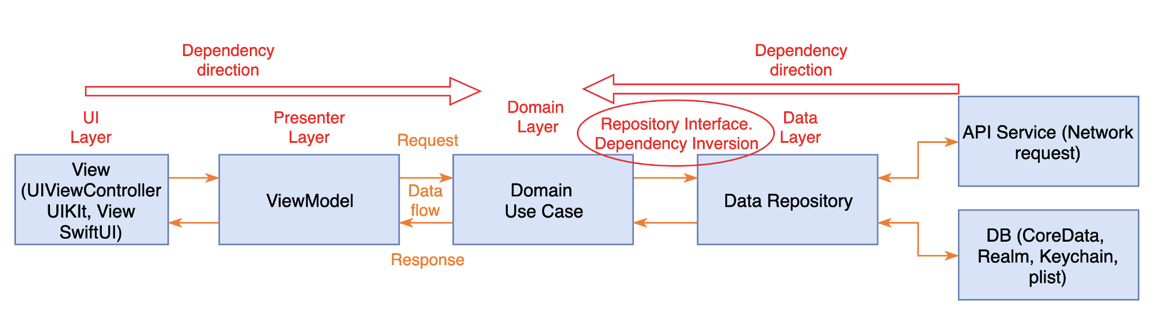 Dependency
direction
Dependency
direction
UI
Layer
Presenter
Layer
Domain
Layer
Repository Interface.
Dependency Inversion
Data
Layer
Request
Data
flow
Response
View
(UIViewController
UIKIt, View
SwiftUI)
ViewModel
Domain
Use Case
Data Repository
API Service (Network
request)
DB (CoreData,
Realm, Keychain,
plist)